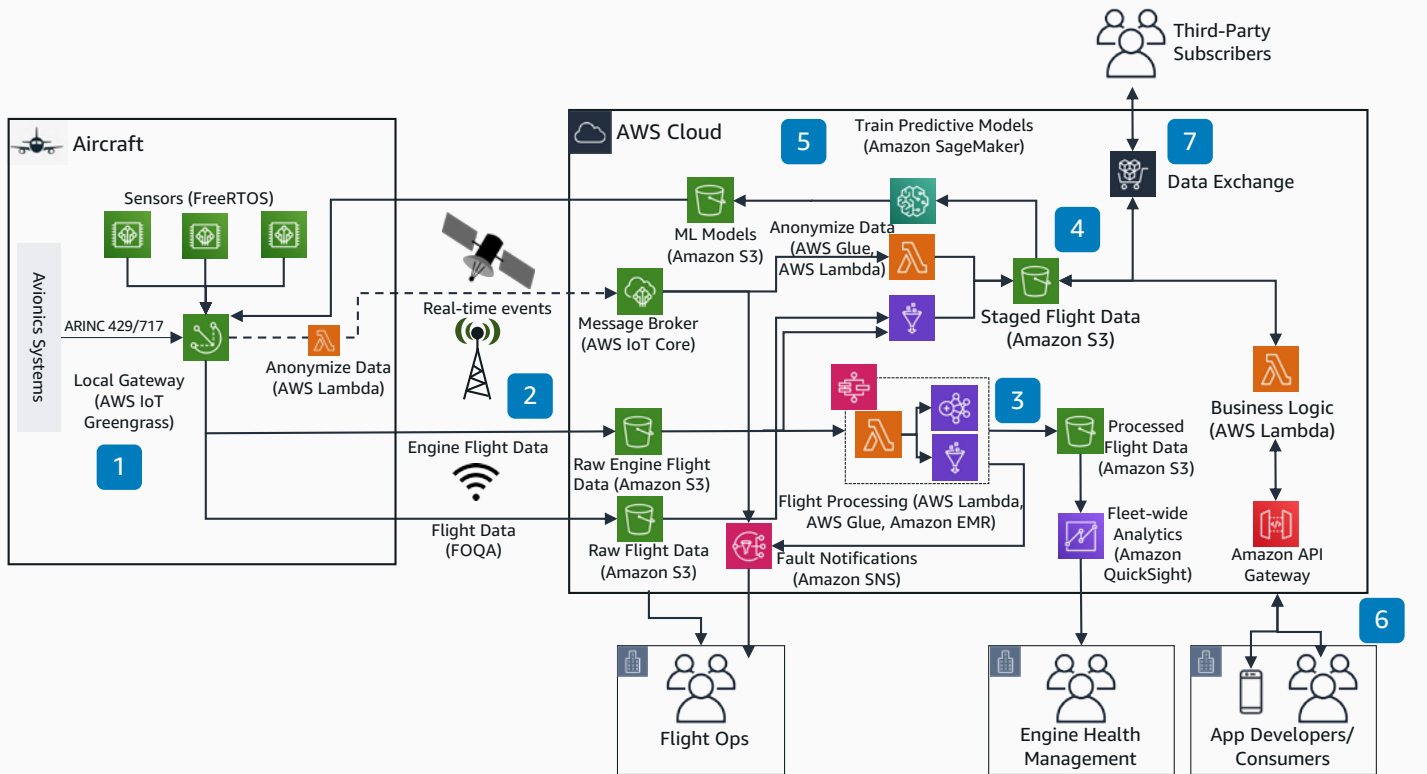 Third-Party
Subscribers
Aircraft
AWS Cloud
5
Train Predictive Models
(Amazon SageMaker)
7
Data Exchange
Sensors (FreeRTOS)
Avionics Systems
ARINC 429/717
Local Gateway
(AWS IoT
Greengrass)
1
Anonymize Data
(AWS Lambda)
Real-time events
2
Engine Flight Data
Flight Data
(FOQA)
ML Models
(Amazon S3)
Anonymize Data
(AWS Glue,
AWS Lambda)
4
Message Broker
(AWS IoT Core)
Staged Flight Data
(Amazon S3)
3
Raw Engine Flight
Data (Amazon S3)
Raw Flight Data
(Amazon S3)
Flight Processing (AWS Lambda,
AWS Glue, Amazon EMR)
Fault Notifications
(Amazon SNS)
Processed
Flight Data
(Amazon S3)
Fleet-wide
Analytics
(Amazon
QuickSight)
Business Logic
(AWS Lambda)
Amazon API
Gateway
6
Flight Ops
Engine Health
Management
App Developers/
Consumers